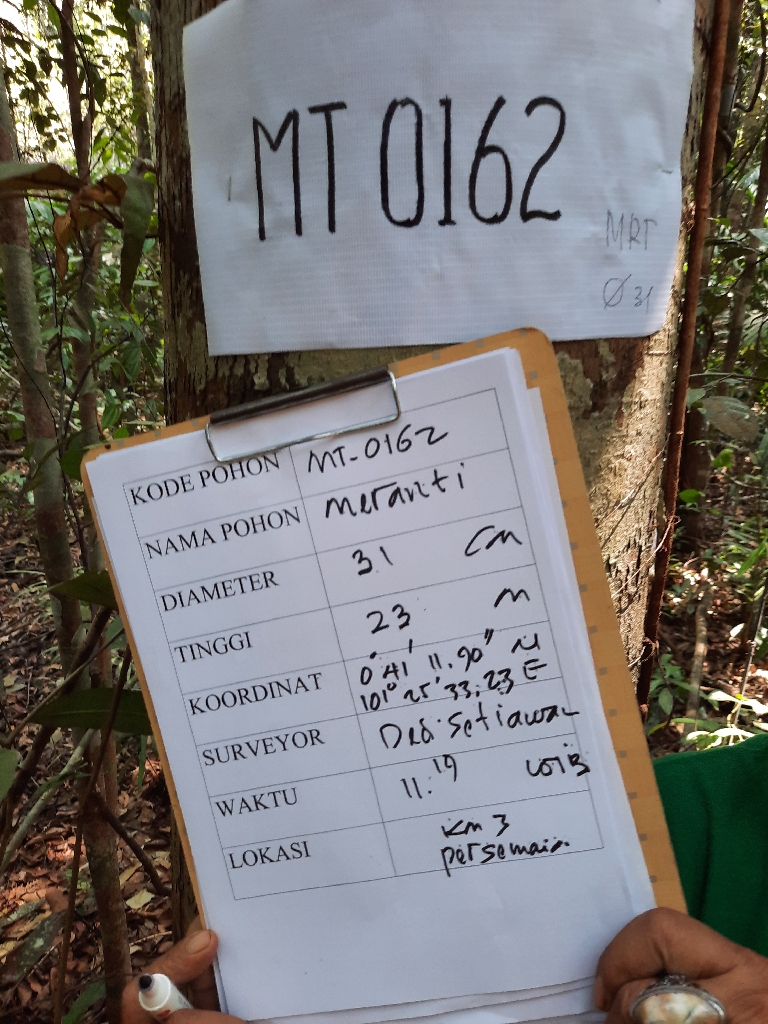 MT 0162
MRT
Ø 31
KODE POHON MT-0162
NAMA POHON Meranti
DIAMETER 31 cm
TINGGI 23 m
KOORDINAT 0°41'11.90" N
101°25'33.23 E
SURVEYOR Dedi Setiawan
WAKTU 11.19 WIB
LOKASI Km 3
persemaian